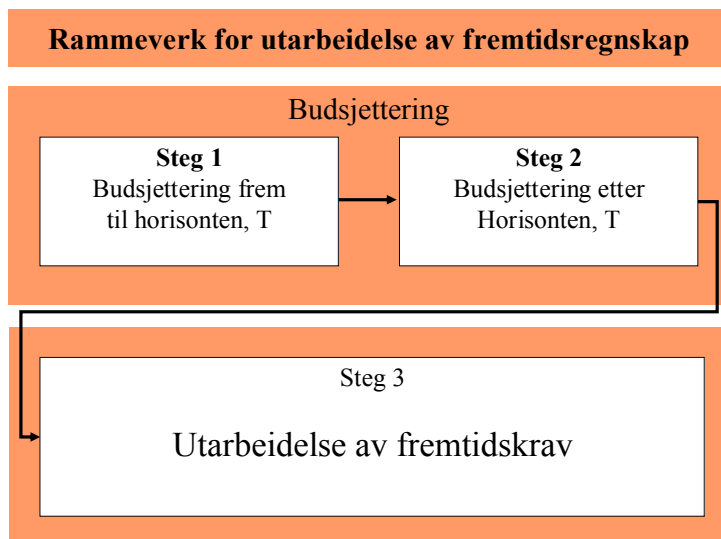 Rammeverk for utarbeidelse av fremtidsregnskap
Budsjettering
Steg 1
Budsjettering frem
til horisonten, T
Steg 2
Budsjettering etter
Horisonten, T
Steg 3
Utarbeidelse av fremtidskrav